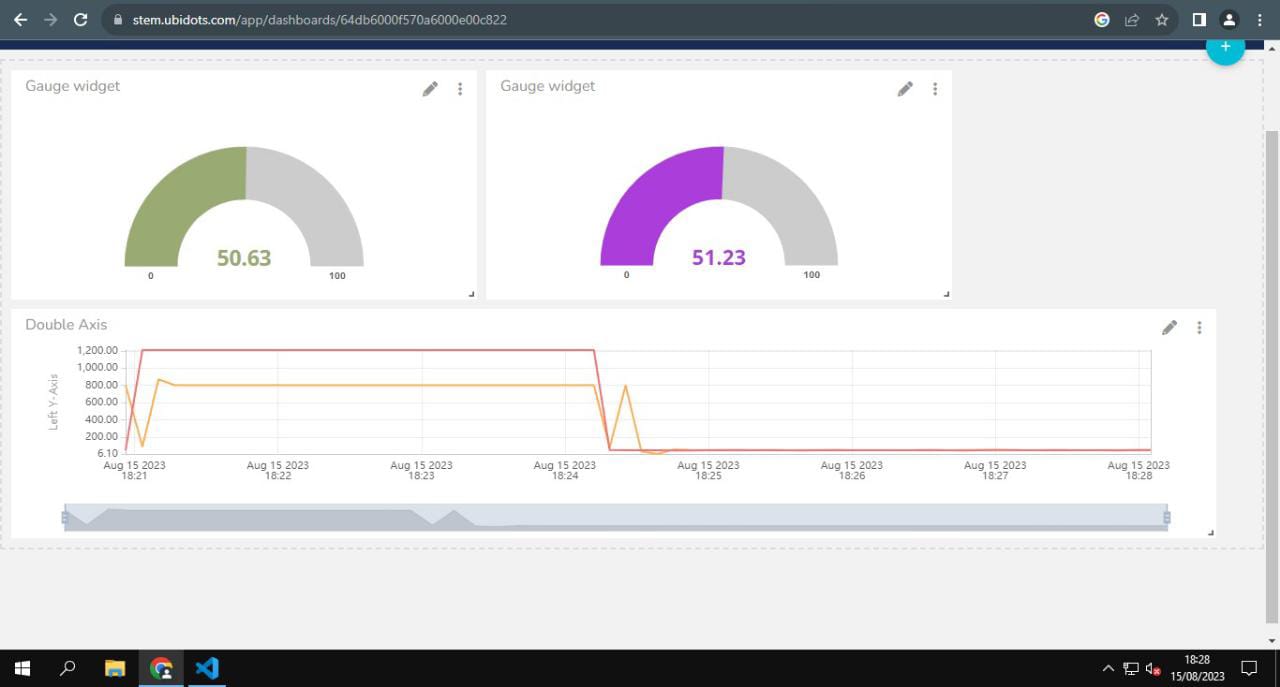 stem.ubidots.com/app/dashboards/64db6000f570a6000e00c822
+
Gauge widget
50.63
0
100
Gauge widget
51.23
0
100
Double Axis
Left Y-Axis
1,200.00
1,000.00
800.00
600.00
400.00
200.00
6.10
Aug 15 2023
18:21
Aug 15 2023
18:22
Aug 15 2023
18:23
Aug 15 2023
18:24
Aug 15 2023
18:25
Aug 15 2023
18:26
Aug 15 2023
18:27
Aug 15 2023
18:28
18:28
15/08/2023